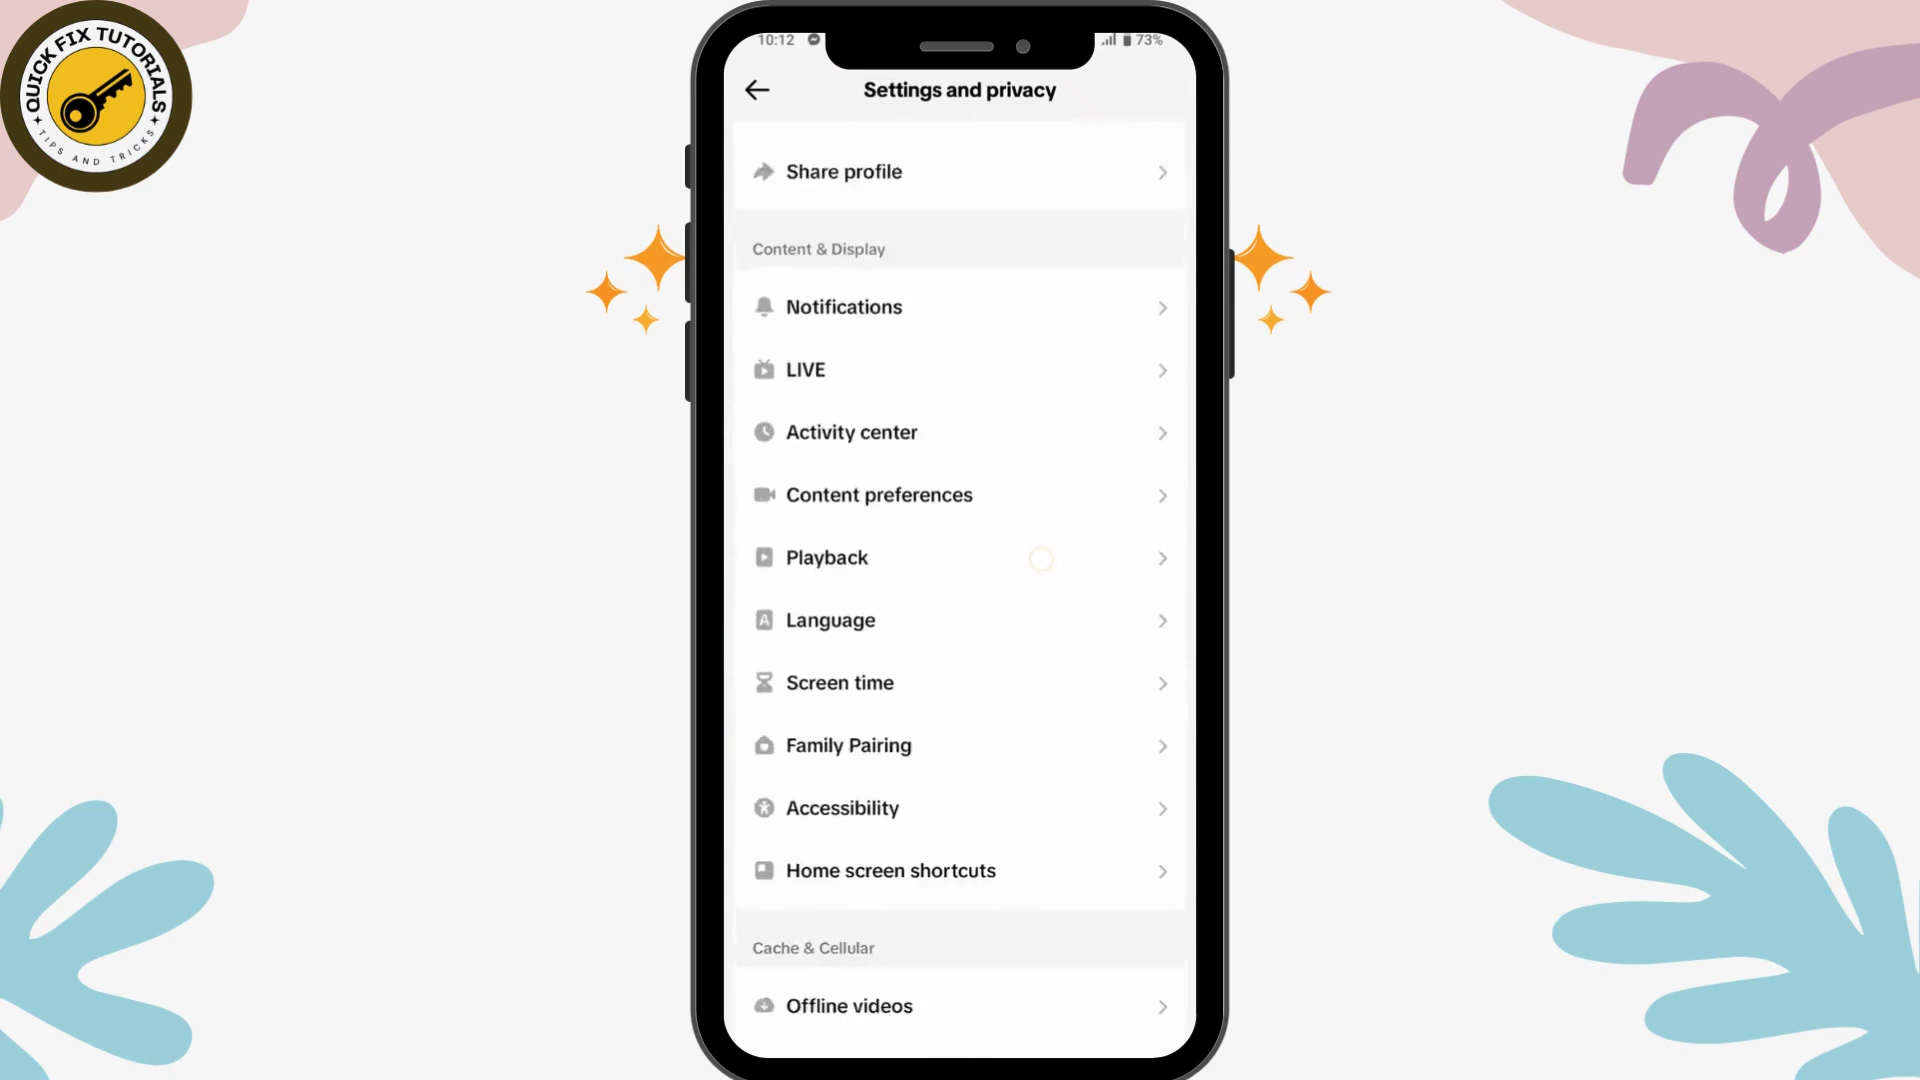 QUICK FIX TUTORIALS
TIPS AND TRICKS
10:12
73%
Settings and privacy
Share profile
Content & Display
Notifications
LIVE
Activity center
Content preferences
Playback
A
Language
Screen time
Family Pairing
Accessibility
Home screen shortcuts
Cache & Cellular
Offline videos